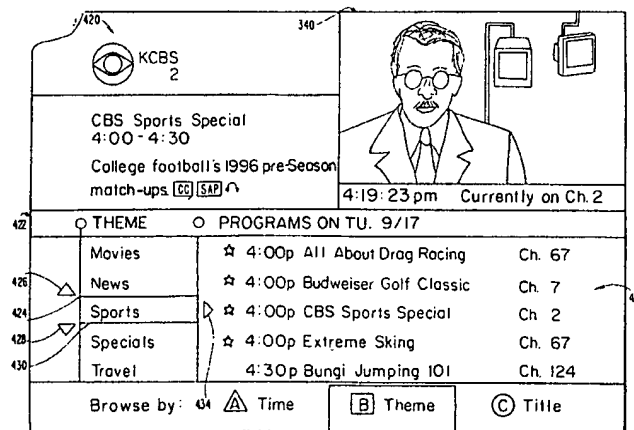 420
340
KCBS
2
CBS Sports Special
4:00-4:30
College football's 1996 pre-Season
match-ups. CC SAP
4:19:23 pm Currently on Ch. 2
422
THEME PROGRAMS ON TU. 9/17
Movies ☆ 4:00p All About Drag Racing Ch. 67
426
News ☆ 4:00p Budweiser Golf Classic Ch. 7
4
424
Sports ☆ 4:00p CBS Sports Special Ch 2
428
Specials ☆ 4:00p Extreme Sking Ch. 67
430
Travel 4:30p Bungi Jumping 101 Ch. 124
Browse by: 434 A Time B Theme C Title